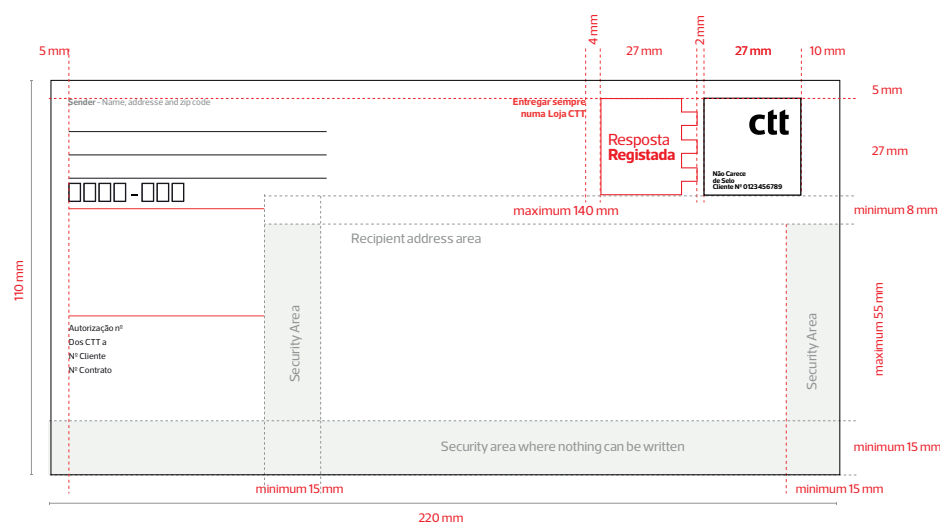 4 mm
2 mm
5 mm
27 mm
27 mm
10 mm
5 mm
Sender - Name, addresse and zip code
Entregar sempre
numa Loja CTT
Resposta
Registada
ctt
Não Carece
de Selo
Cliente Nº 0123456789
27 mm
maximum 140 mm
minimum 8 mm
Recipient address area
110 mm
Security Area
Security Area
maximum 55 mm
Autorização nº
Dos CTT a
Nº Cliente
Nº Contrato
Security area where nothing can be written
minimum 15 mm
minimum 15 mm
minimum 15 mm
220 mm